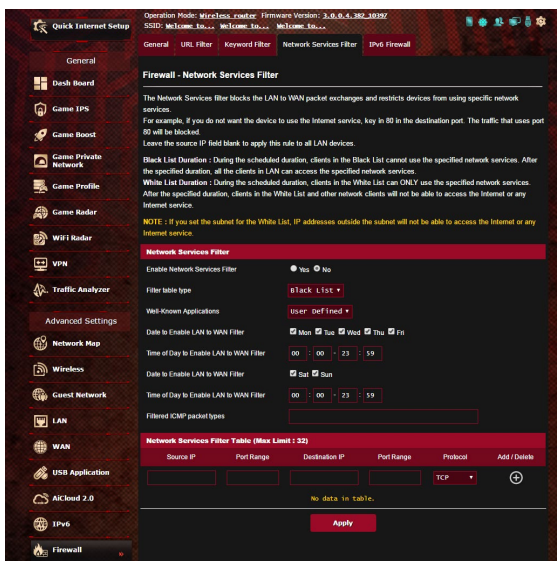 Quick Internet Setup
Operation Mode: Wireless router Firmware Version: 3.0.0.4.382_10397
SSID: Welcome to... Welcome to... Welcome to...
General URL Filter Keyword Filter Network Services Filter IPv6 Firewall
General
Dash Board
Game IPS
Game Boost
Game Private
Network
Game Profile
Game Radar
WiFi Radar
VPN
Traffic Analyzer
Advanced Settings
Network Map
Wireless
Guest Network
LAN
WAN
USB Application
AiCloud 2.0
IPv6
Firewall
Firewall - Network Services Filter
The Network Services filter blocks the LAN to WAN packet exchanges and restricts devices from using specific network
services.
For example, if you do not want the device to use the Internet service, key in 80 in the destination port. The traffic that uses port
80 will be blocked.
Leave the source IP field blank to apply this rule to all LAN devices.
Black List Duration : During the scheduled duration, clients in the Black List cannot use the specified network services. After
the specified duration, all the clients in LAN can access the specified network services.
White List Duration : During the scheduled duration, clients in the White List can ONLY use the specified network services.
After the specified duration, clients in the White List and other network clients will not be able to access the Internet or any
Internet service.
NOTE : If you set the subnet for the White List, IP addresses outside the subnet will not be able to access the Internet or any
Internet service.
Network Services Filter
Enable Network Services Filter Yes No
Filter table type Black List
Well-Known Applications User Defined
Date to Enable LAN to WAN Filter Mon Tue Wed Thu Fri
Time of Day to Enable LAN to WAN Filter 00 : 00 - 23 : 59
Date to Enable LAN to WAN Filter Sat Sun
Time of Day to Enable LAN to WAN Filter 00 : 00 - 23 : 59
Filtered ICMP packet types
Network Services Filter Table (Max Limit : 32)
Source IP Port Range Destination IP Port Range Protocol Add / Delete
TCP
No data in table.
Apply